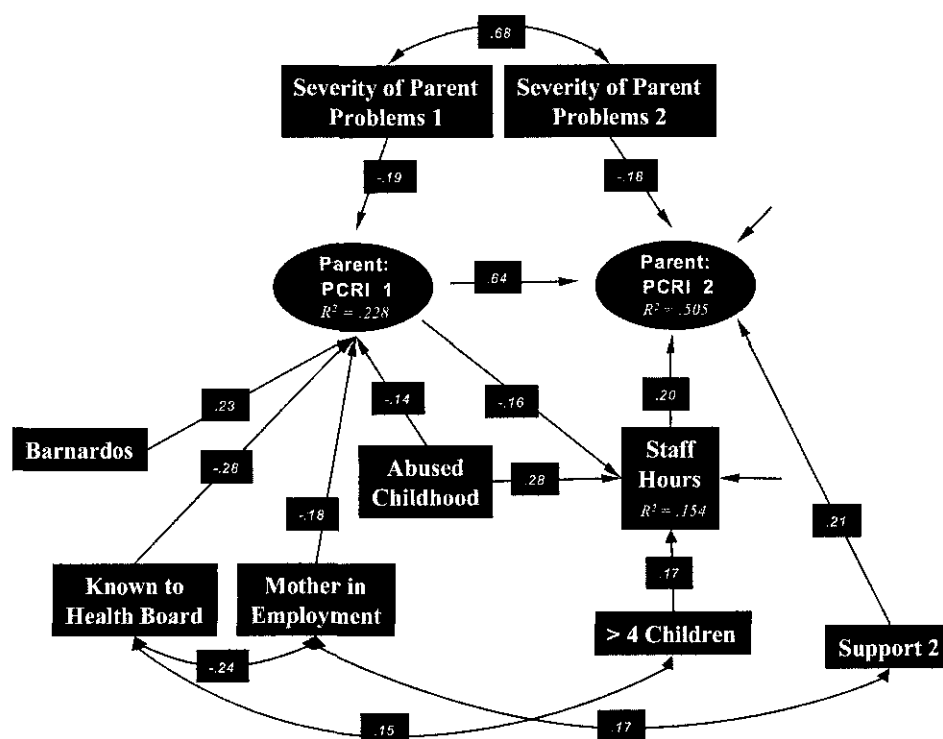 .68
Severity of Parent
Problems 1
Severity of Parent
Problems 2
-.19
-.18
Parent:
PCRI 1
R² = .228
.64
Parent:
PCRI 2
R² = .505
.23
-.14
-.16
.20
Barnardos
-.28
Abused
Childhood
.28
Staff
Hours
R² = .154
-.18
.21
.17
Known to
Health Board
Mother in
Employment
> 4 Children
Support 2
-.24
.15
.17